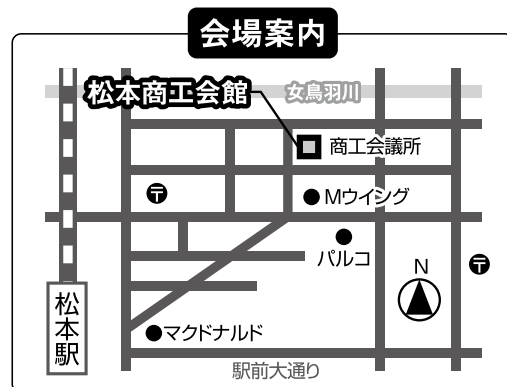 会場案内
松本商工会館
女鳥羽川
商工会議所
〒
Mウイング
パルコ
N
〒
松本駅
マクドナルド
駅前大通り